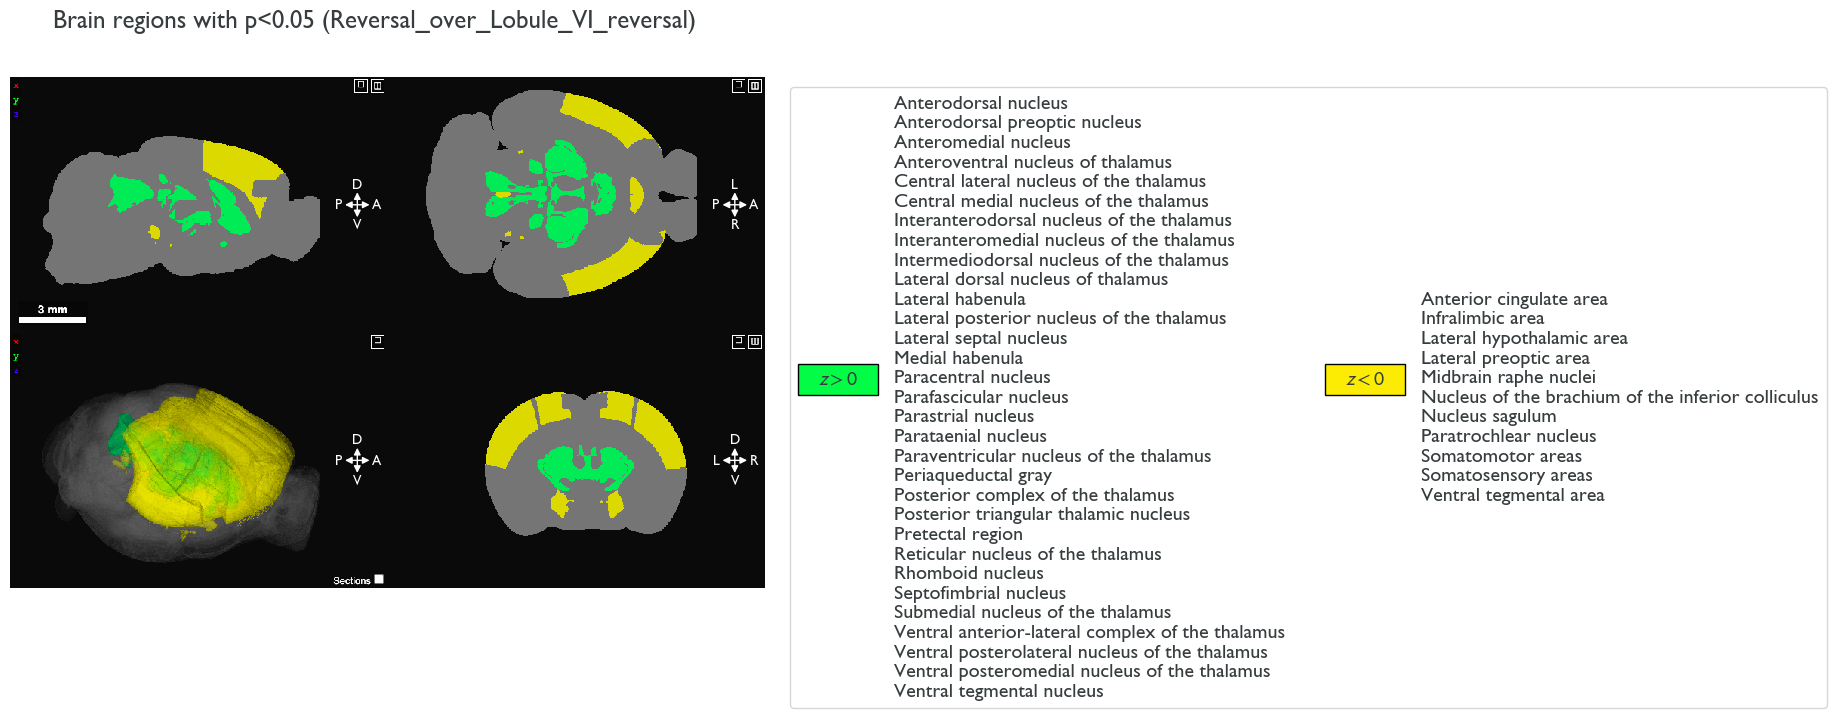 Brain regions with p<0.05 (Reversal_over_Lobule_VI_reversal)
x
y
z
D
P A
V
3 mm
L
P A
R
x
y
z
D
P A
V
Sections
D
L R
V
z > 0
Anterodorsal nucleus
Anterodorsal preoptic nucleus
Anteromedial nucleus
Anteroventral nucleus of thalamus
Central lateral nucleus of the thalamus
Central medial nucleus of the thalamus
Interanterodorsal nucleus of the thalamus
Interanteromedial nucleus of the thalamus
Intermediodorsal nucleus of the thalamus
Lateral dorsal nucleus of thalamus
Lateral habenula
Lateral posterior nucleus of the thalamus
Lateral septal nucleus
Medial habenula
Paracentral nucleus
Parafascicular nucleus
Parastrial nucleus
Parataenial nucleus
Paraventricular nucleus of the thalamus
Periaqueductal gray
Posterior complex of the thalamus
Posterior triangular thalamic nucleus
Pretectal region
Reticular nucleus of the thalamus
Rhomboid nucleus
Septofimbrial nucleus
Submedial nucleus of the thalamus
Ventral anterior-lateral complex of the thalamus
Ventral posterolateral nucleus of the thalamus
Ventral posteromedial nucleus of the thalamus
Ventral tegmental nucleus
z < 0
Anterior cingulate area
Infralimbic area
Lateral hypothalamic area
Lateral preoptic area
Midbrain raphe nuclei
Nucleus of the brachium of the inferior colliculus
Nucleus sagulum
Paratrochlear nucleus
Somatomotor areas
Somatosensory areas
Ventral tegmental area